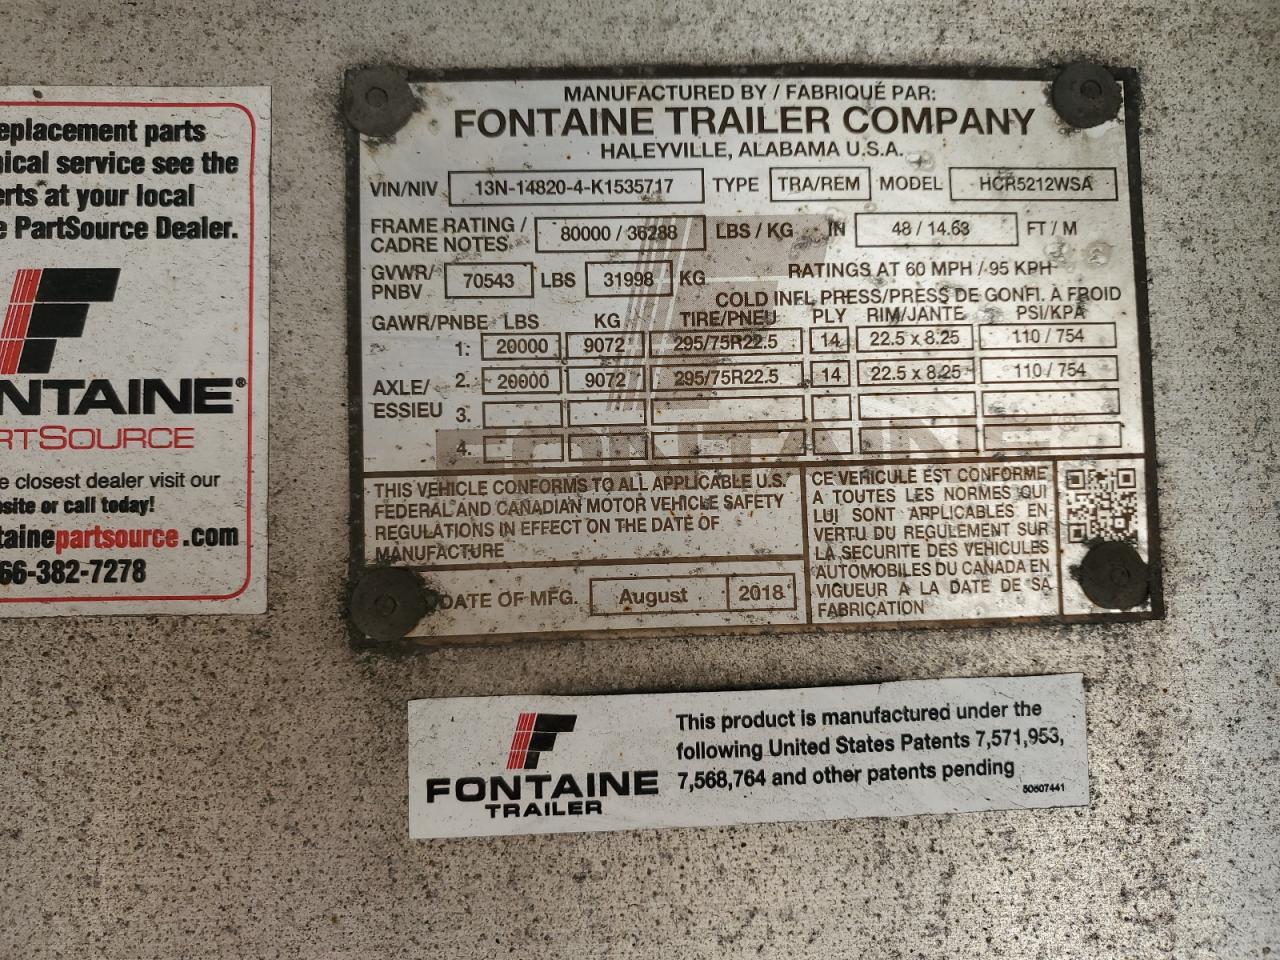 eplacement parts
nical service see the
erts at your local
e PartSource Dealer.
NTAINE®
RTSOURCE
e closest dealer visit our
site or call today!
tainepartsource.com
66-382-7278
MANUFACTURED BY / FABRIQUÉ PAR:
FONTAINE TRAILER COMPANY
HALEYVILLE, ALABAMA U.S.A.
VIN/NIV 13N-14820-4-K1535717 TYPE TRA/REM MODEL HCR5212WSA
FRAME RATING / CADRE NOTES 80000 / 36288 LBS / KG IN 48 / 14.63 FT / M
GVWR/ PNBV 70543 LBS 31998 KG RATINGS AT 60 MPH / 95 KPH
COLD INFL PRESS/PRESS DE GONFI. À FROID
GAWR/PNBE LBS KG TIRE/PNEU PLY RIM/JANTE PSI/KPA
1: 20000 9072 295/75R22.5 14 22.5 x 8.25 110 / 754
AXLE/ ESSIEU 2. 20000 9072 295/75R22.5 14 22.5 x 8.25 110 / 754
3.
4.
FONTAINE
THIS VEHICLE CONFORMS TO ALL APPLICABLE U.S.
FEDERAL AND CANADIAN MOTOR VEHICLE SAFETY
REGULATIONS IN EFFECT ON THE DATE OF
MANUFACTURE
DATE OF MFG. August 2018
CE VEHICULE EST CONFORME
A TOUTES LES NORMES QUI
LUI SONT APPLICABLES EN
VERTU DU REGULEMENT SUR
LA SECURITE DES VEHICULES
AUTOMOBILES DU CANADA EN
VIGUEUR A LA DATE DE SA
FABRICATION
FONTAINE
TRAILER
This product is manufactured under the
following United States Patents 7,571,953,
7,568,764 and other patents pending
50607441